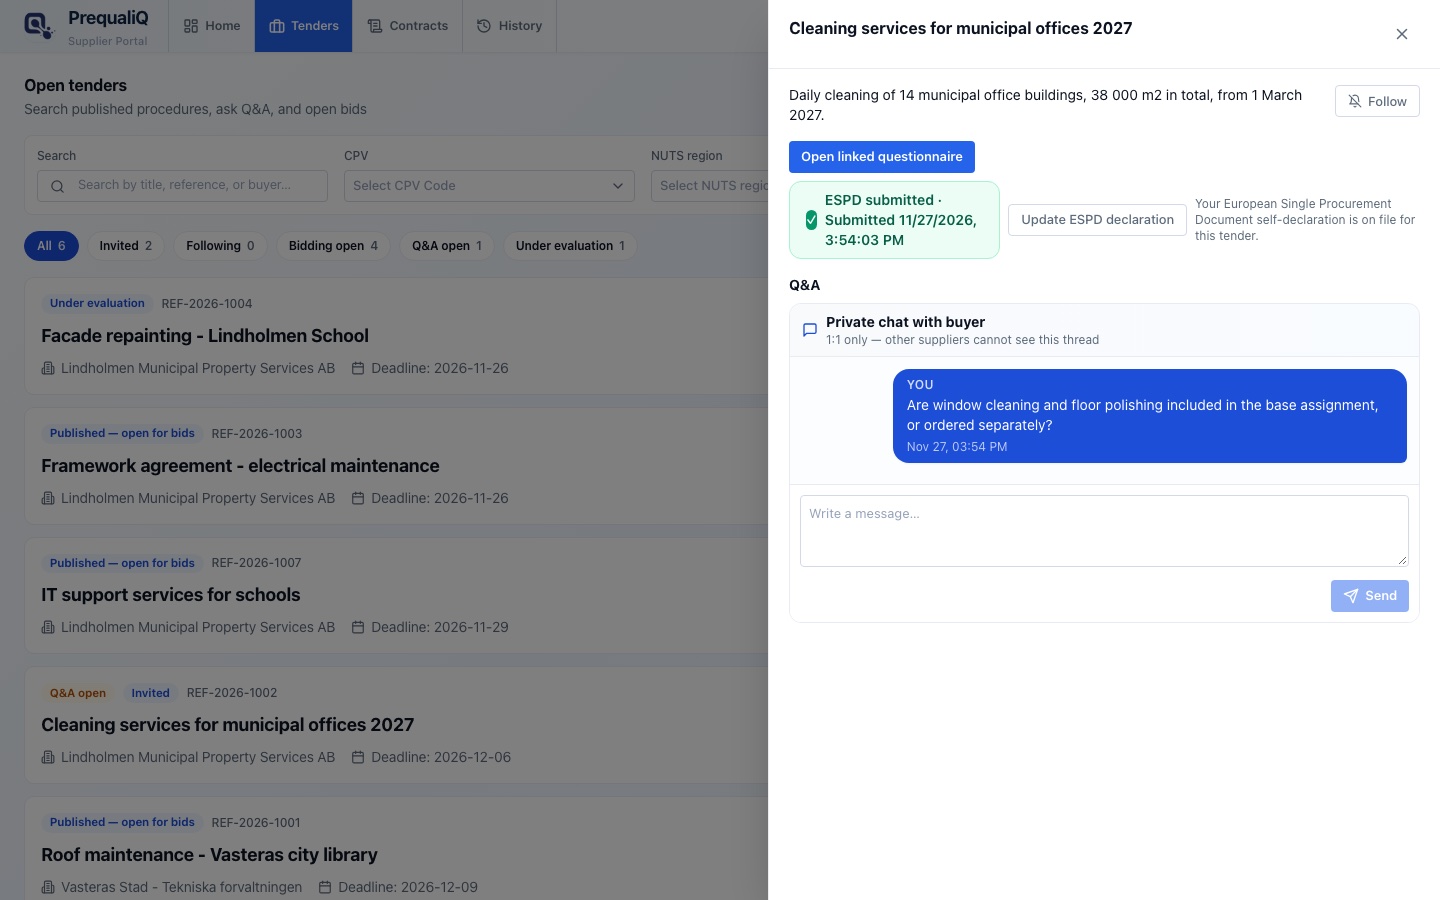 PrequaliQ
Supplier Portal
Home
Tenders
Contracts
History
Open tenders
Search published procedures, ask Q&A, and open bids
Search
CPV
NUTS region
Search by title, reference, or buyer...
Select CPV Code
Select NUTS regio
All 6
Invited 2
Following 0
Bidding open 4
Q&A open 1
Under evaluation 1
Under evaluation REF-2026-1004
Facade repainting - Lindholmen School
Lindholmen Municipal Property Services AB Deadline: 2026-11-26
Published — open for bids REF-2026-1003
Framework agreement - electrical maintenance
Lindholmen Municipal Property Services AB Deadline: 2026-11-26
Published — open for bids REF-2026-1007
IT support services for schools
Lindholmen Municipal Property Services AB Deadline: 2026-11-29
Q&A open Invited REF-2026-1002
Cleaning services for municipal offices 2027
Lindholmen Municipal Property Services AB Deadline: 2026-12-06
Published — open for bids REF-2026-1001
Roof maintenance - Vasteras city library
Vasteras Stad - Tekniska forvaltningen Deadline: 2026-12-09
Cleaning services for municipal offices 2027
Daily cleaning of 14 municipal office buildings, 38 000 m2 in total, from 1 March
2027.
Follow
Open linked questionnaire
ESPD submitted ·
Submitted 11/27/2026,
3:54:03 PM
Update ESPD declaration
Your European Single Procurement
Document self-declaration is on file for
this tender.
Q&A
Private chat with buyer
1:1 only — other suppliers cannot see this thread
YOU
Are window cleaning and floor polishing included in the base assignment,
or ordered separately?
Nov 27, 03:54 PM
Write a message...
Send